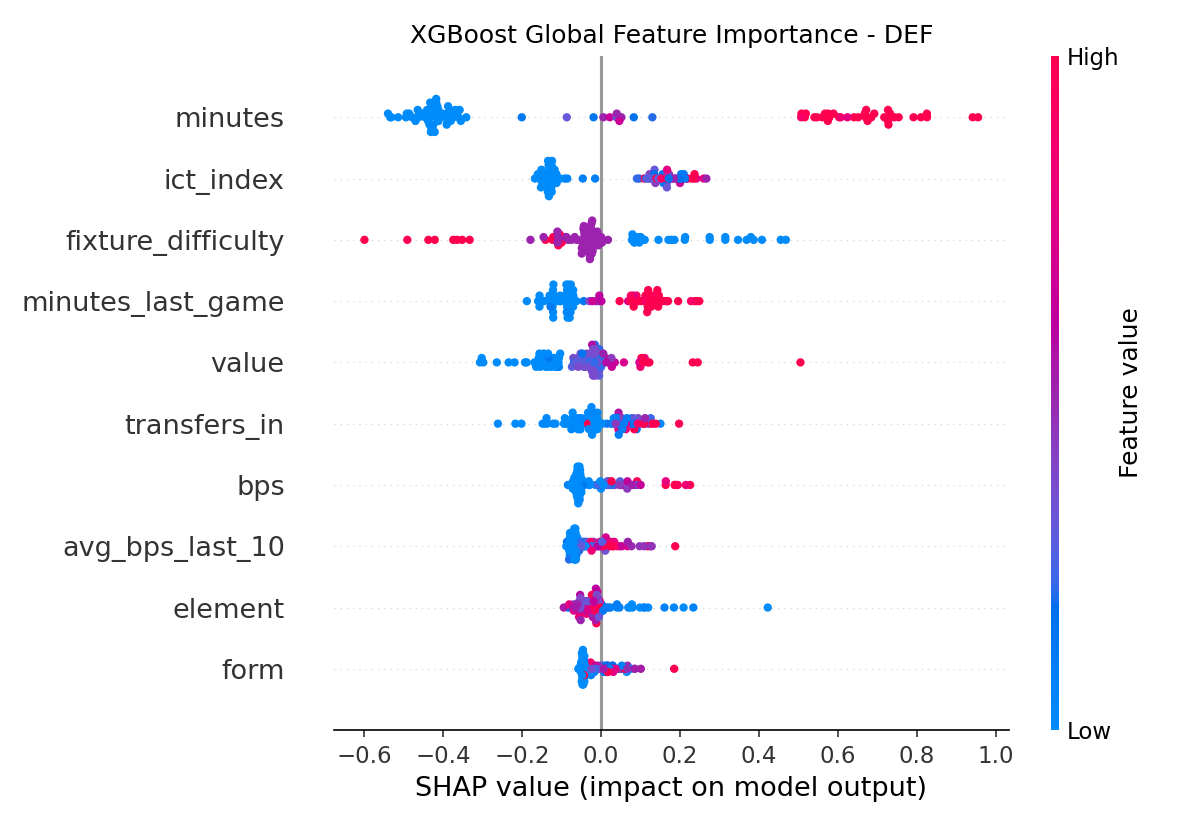 XGBoost Global Feature Importance - DEF
High
minutes
ict_index
fixture_difficulty
minutes_last_game
value
transfers_in
bps
avg_bps_last_10
element
form
Feature value
Low
−0.6 −0.4 −0.2 0.0 0.2 0.4 0.6 0.8 1.0
SHAP value (impact on model output)